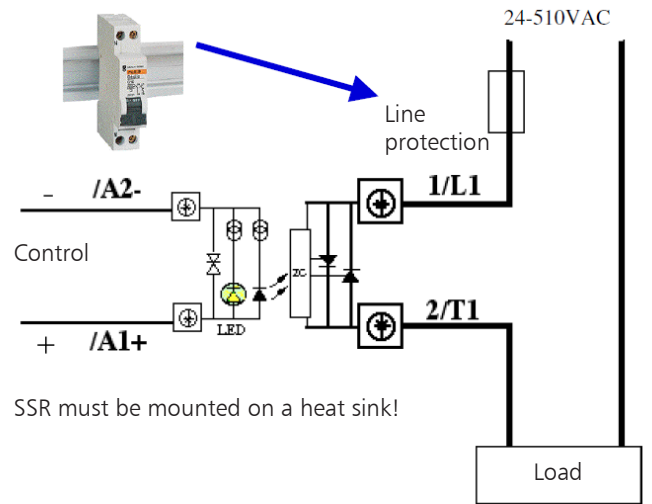 24-510VAC
Line
protection
- /A2-
1/L1
Control
ZC
LED
2/T1
+ /A1+
SSR must be mounted on a heat sink!
Load